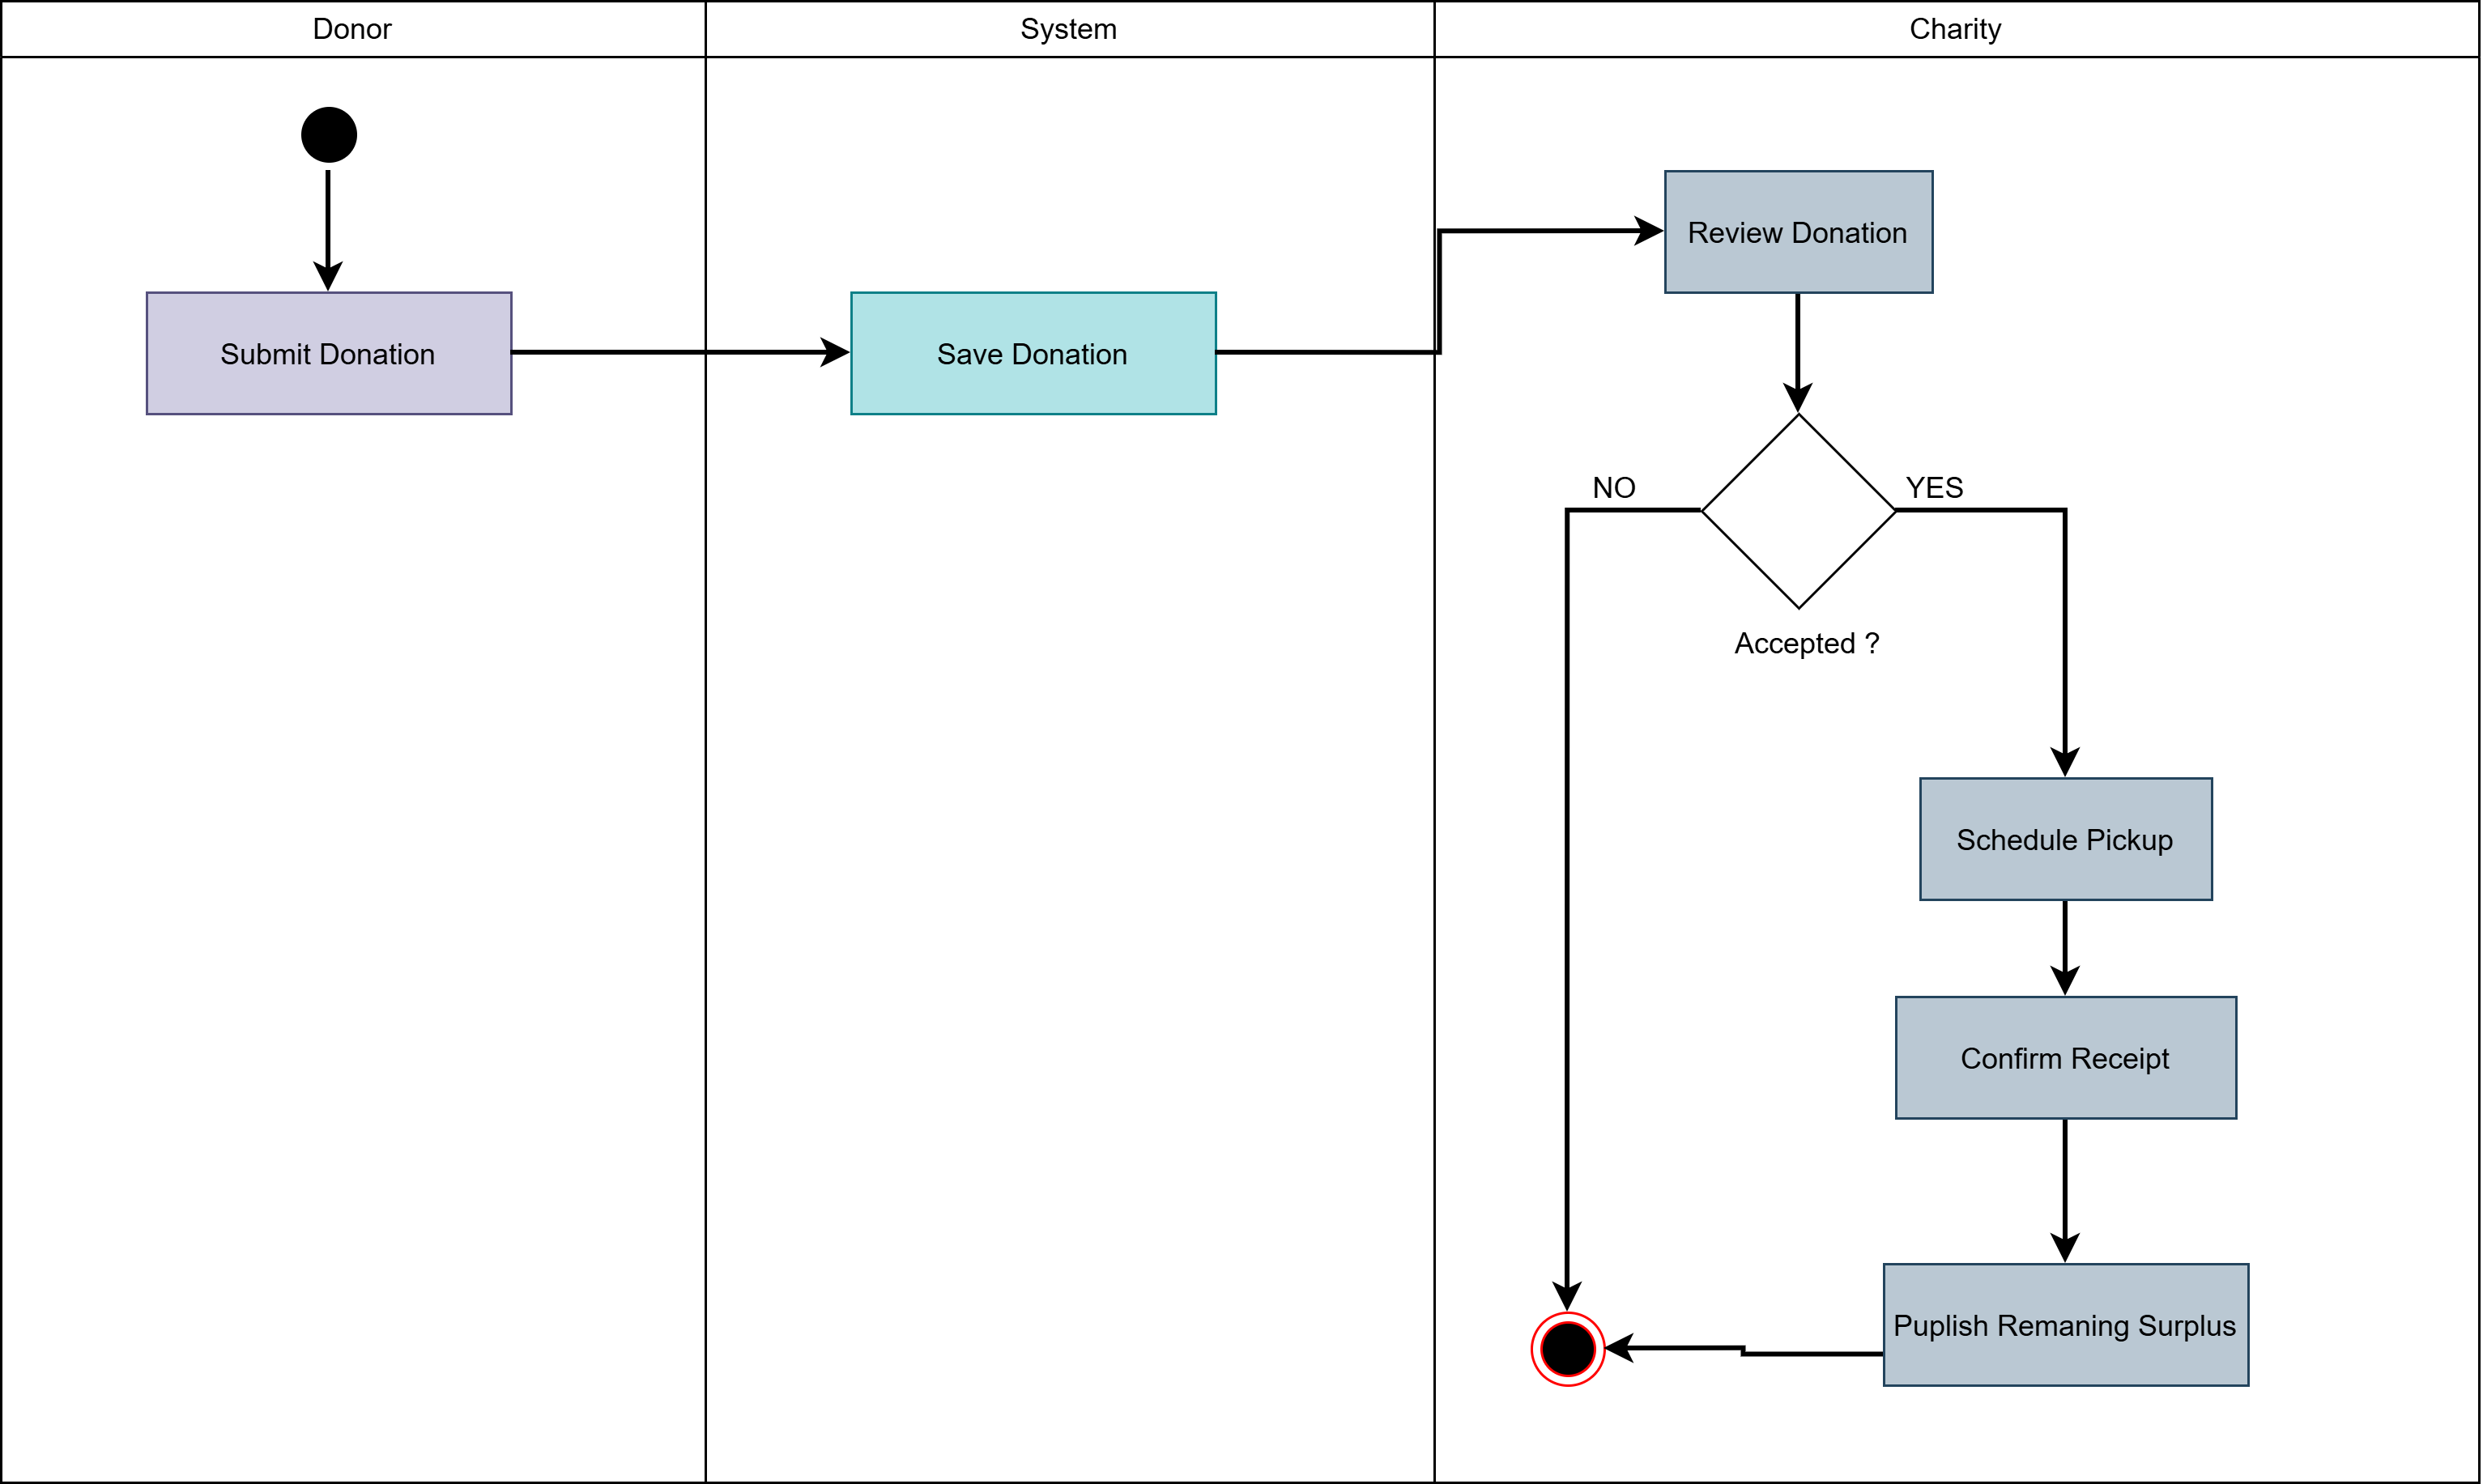 Donor
System
Charity
Review Donation
Submit Donation
Save Donation
NO
YES
Accepted ?
Schedule Pickup
Confirm Receipt
Puplish Remaning Surplus